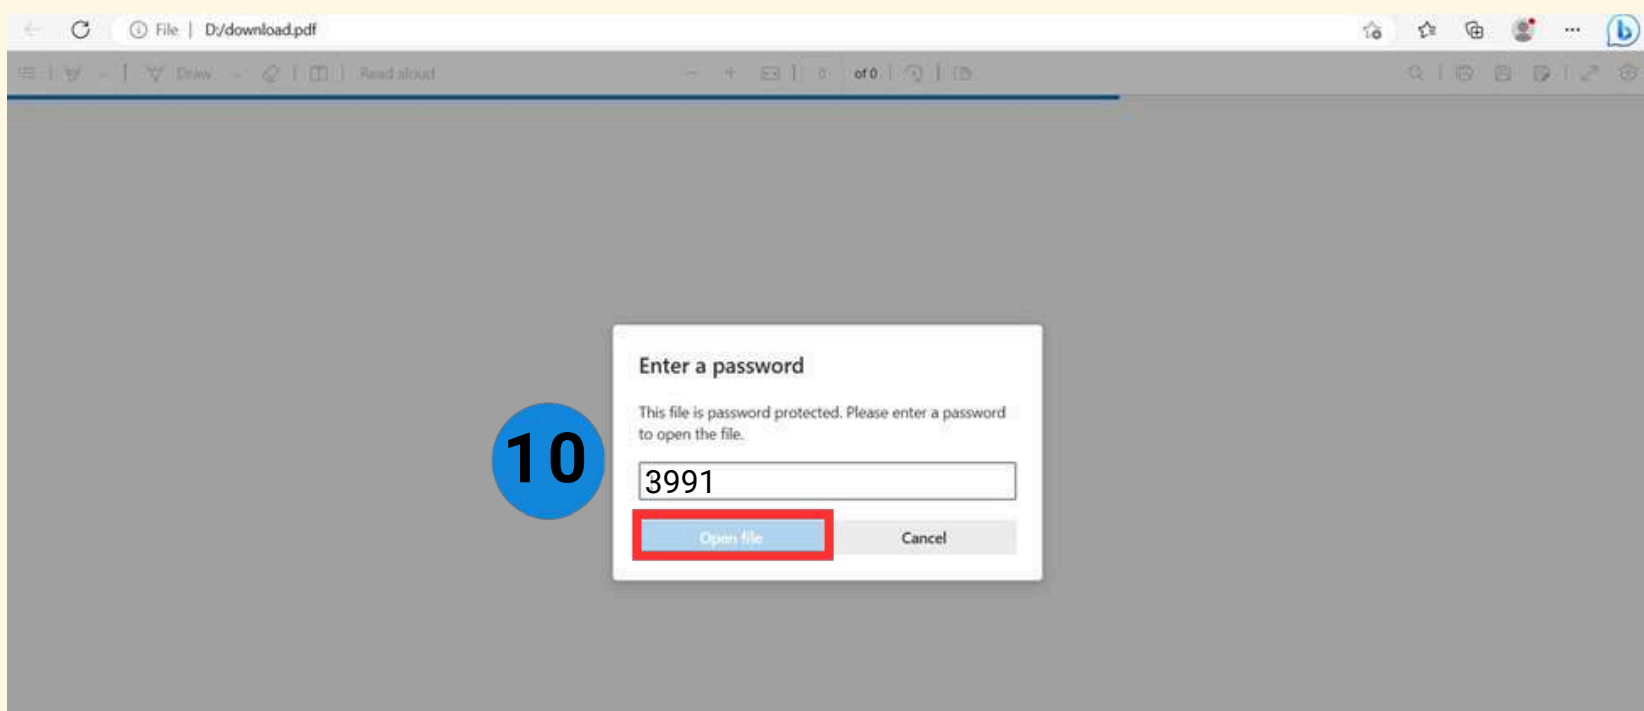 File | D:/download.pdf
Draw
Read aloud
0 of 0
Enter a password
This file is password protected. Please enter a password
to open the file.
10
3991
Open file
Cancel